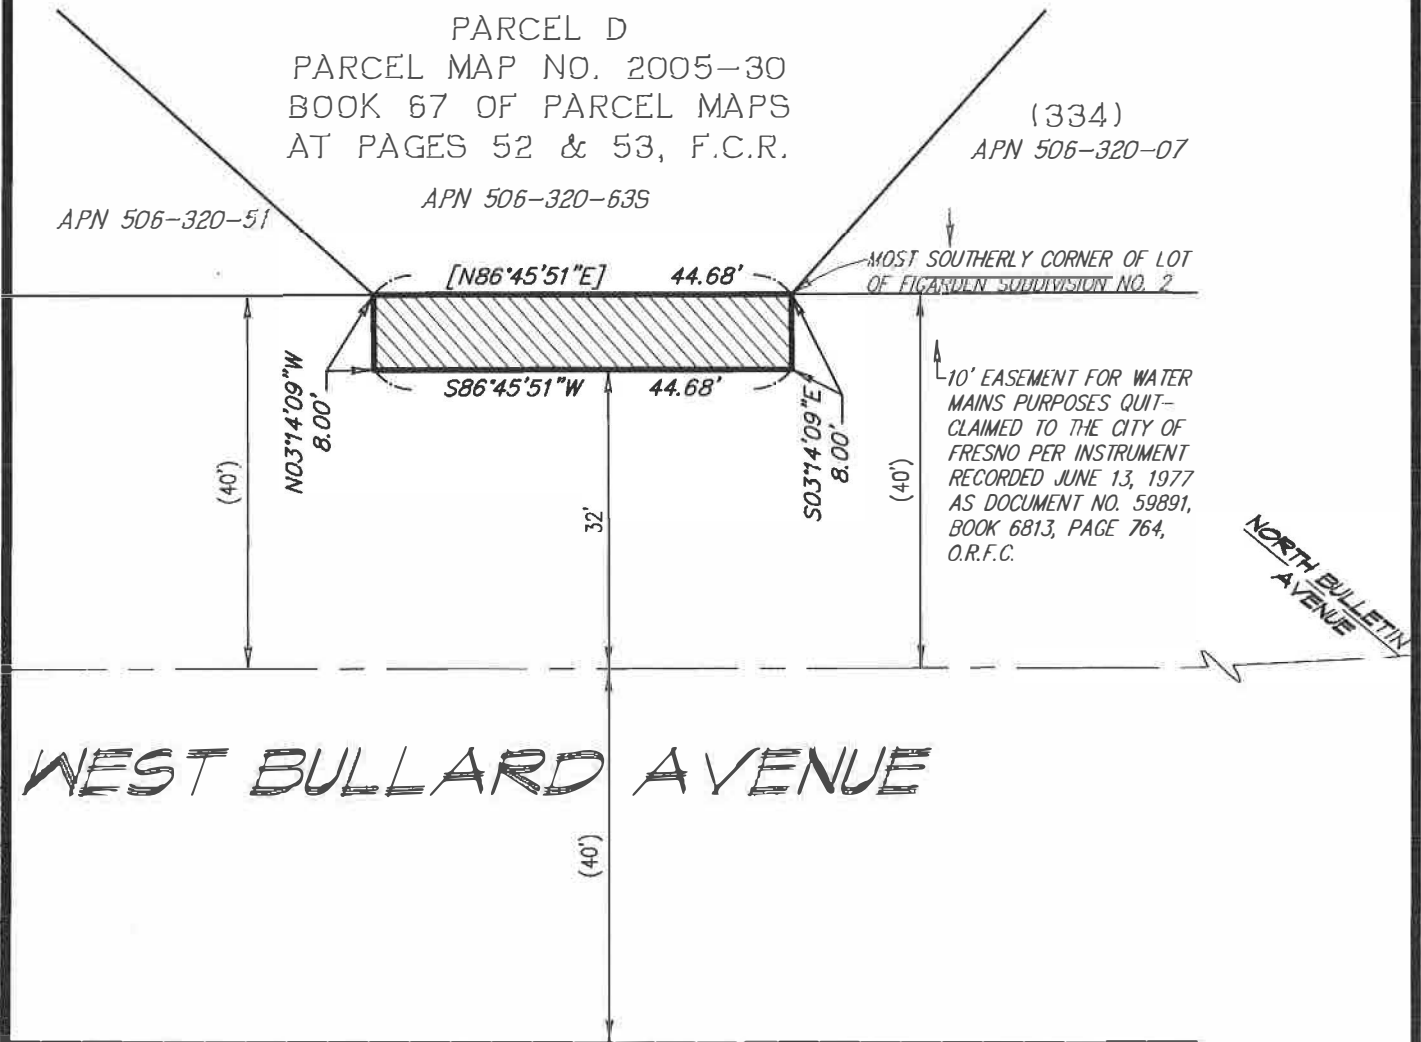 PARCEL D
PARCEL MAP NO. 2005-30
BOOK 67 OF PARCEL MAPS
AT PAGES 52 & 53, F.C.R.
APN 506-320-63S
(334)
APN 506-320-07
APN 506-320-51
MOST SOUTHERLY CORNER OF LOT
OF FIGARDEN SUBDIVISION NO. 2
[N86°45'51"E] 44.68'
S86°45'51"W 44.68'
N03°14'09"W
8.00'
S03°14'09"E
8.00'
(40')
32'
(40')
10' EASEMENT FOR WATER
MAINS PURPOSES QUIT-
CLAIMED TO THE CITY OF
FRESNO PER INSTRUMENT
RECORDED JUNE 13, 1977
AS DOCUMENT NO. 59891,
BOOK 6813, PAGE 764,
O.R.F.C.
NORTH BULLETIN
AVENUE
WEST BULLARD AVENUE
(40')